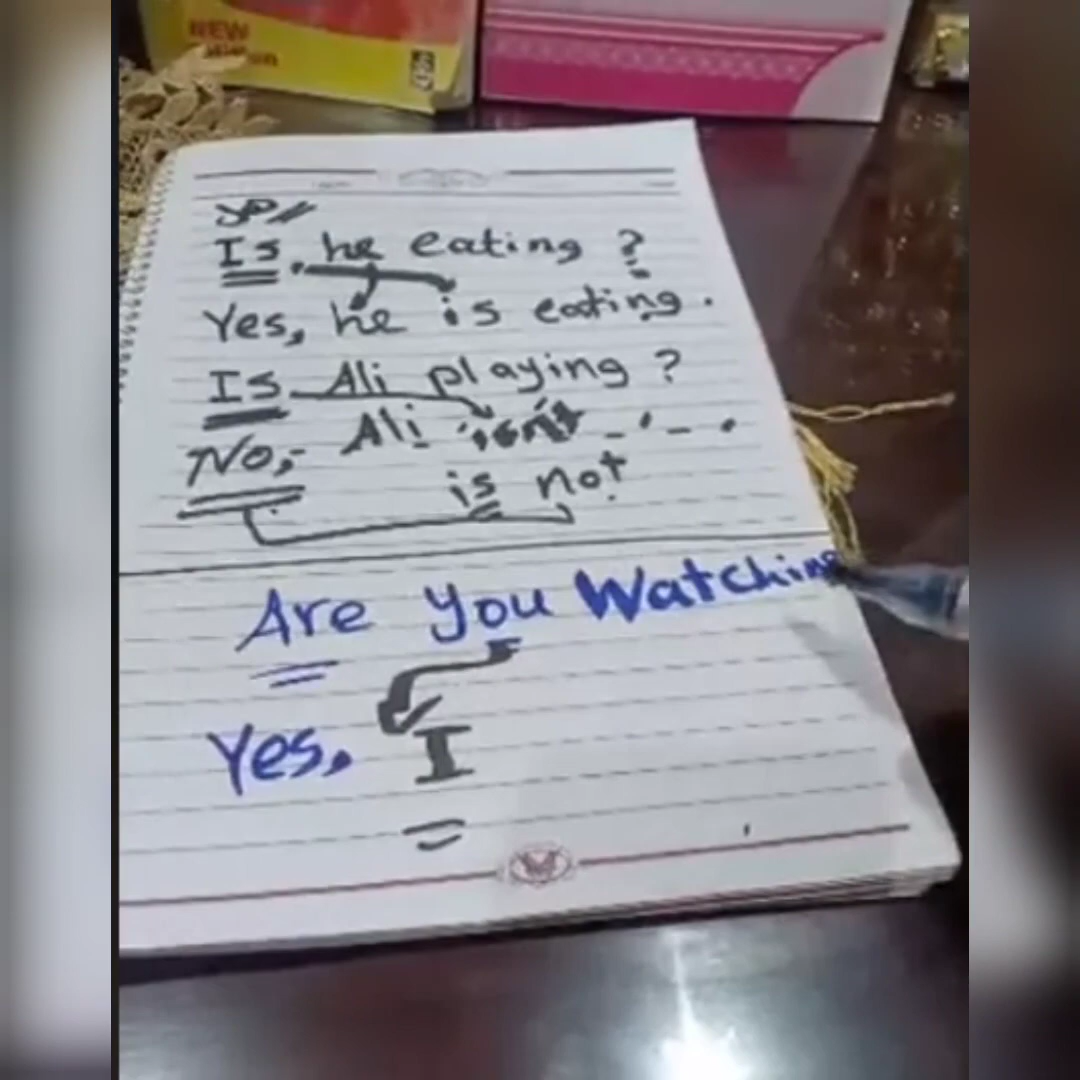 NEW
Is, he eating ?
Yes, he is eating.
Is Ali playing ?
No, Ali isn't - ' - .
is not
Are you Watching
Yes, I